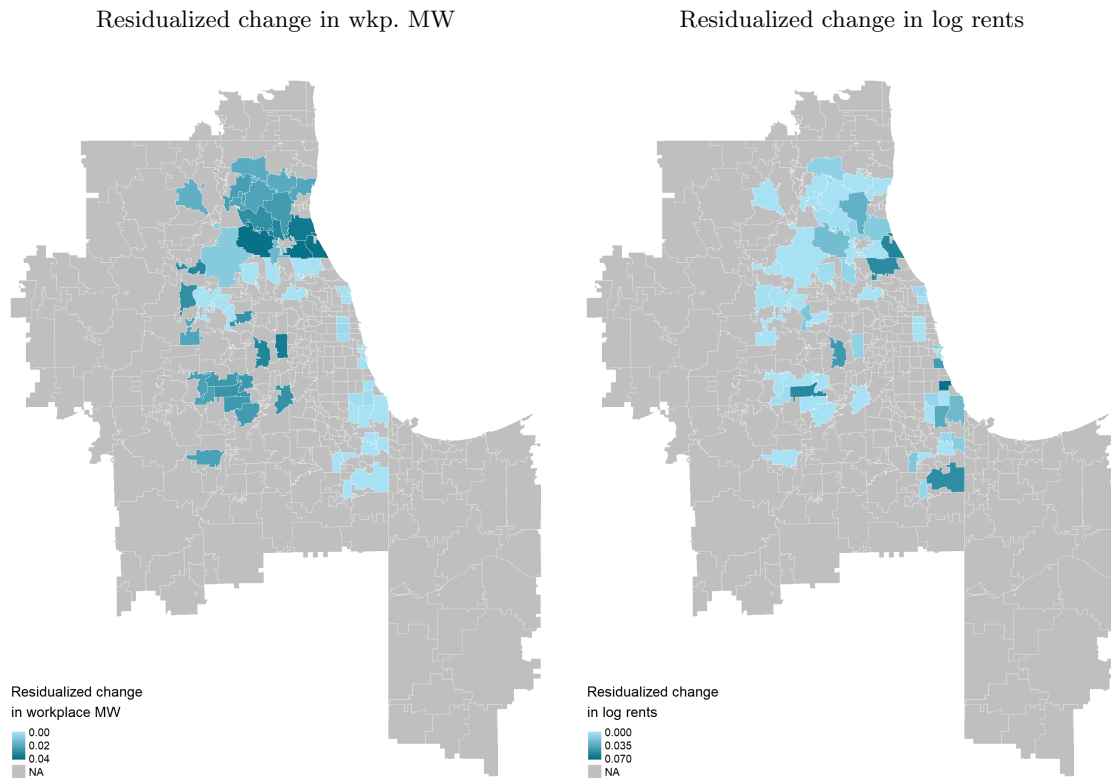 Residualized change in wkp. MW
Residualized change in log rents
Residualized change
in workplace MW
0.00
0.02
0.04
NA
Residualized change
in log rents
0.000
0.035
0.070
NA